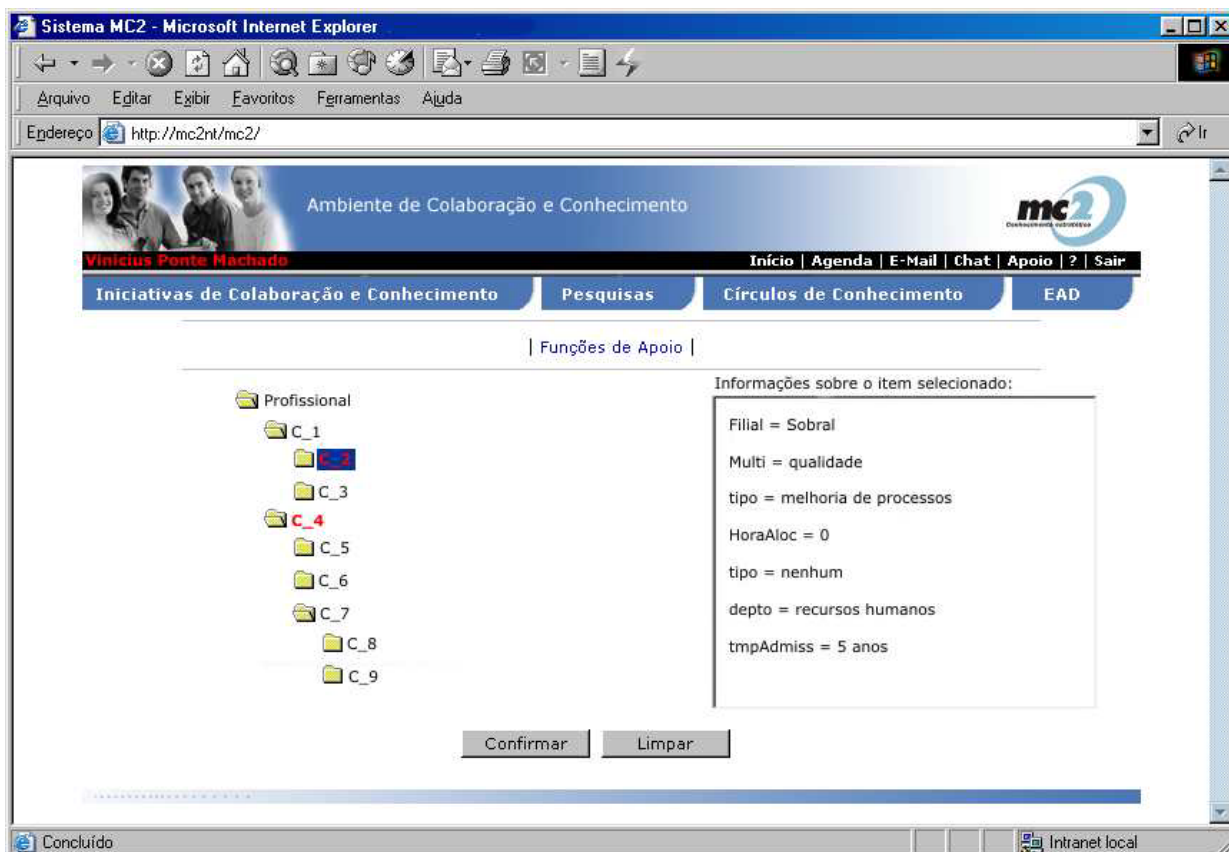 Sistema MC2 - Microsoft Internet Explorer
Arquivo Editar Exibir Favoritos Ferramentas Ajuda
Endereço http://mc2nt/mc2/ Ir
Ambiente de Colaboração e Conhecimento
mc2
Vinicius Ponte Machado
Início | Agenda | E-Mail | Chat | Apoio | ? | Sair
Iniciativas de Colaboração e Conhecimento Pesquisas Círculos de Conhecimento EAD
| Funções de Apoio |
Profissional
C_1
C_2
C_3
C_4
C_5
C_6
C_7
C_8
C_9
Informações sobre o item selecionado:
Filial = Sobral
Multi = qualidade
tipo = melhoria de processos
HoraAloc = 0
tipo = nenhum
depto = recursos humanos
tmpAdmiss = 5 anos
Confirmar Limpar
Concluído Intranet local